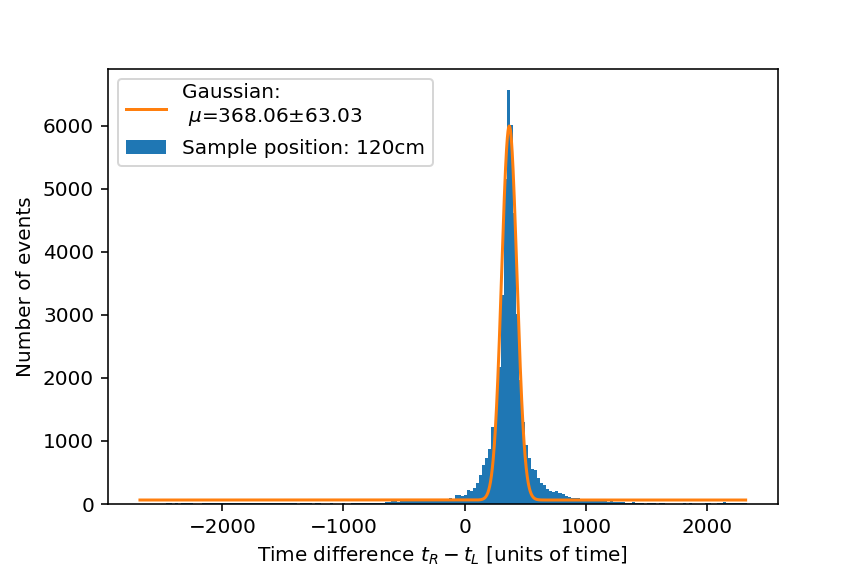 Gaussian:
μ=368.06±63.03
Sample position: 120cm
6000
5000
4000
3000
2000
1000
0
Number of events
−2000
−1000
0
1000
2000
Time difference t_R − t_L [units of time]